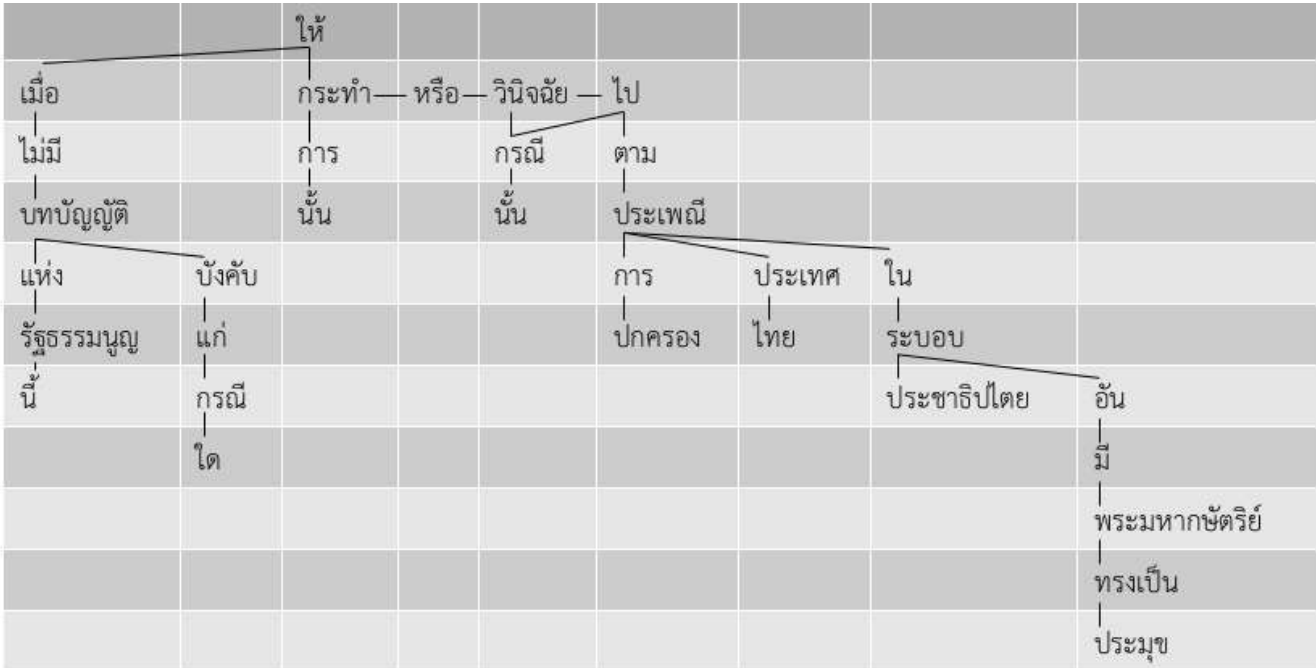 ให้
เมื่อ กระทำ หรือ วินิจฉัย ไป
ไม่มี การ กรณี ตาม
บทบัญญัติ นั้น นั้น ประเพณี
แห่ง บังคับ การ ประเทศ ใน
รัฐธรรมนูญ แก่ ปกครอง ไทย ระบอบ
นี้ กรณี ประชาธิปไตย อัน
ใด มี
พระมหากษัตริย์
ทรงเป็น
ประมุข